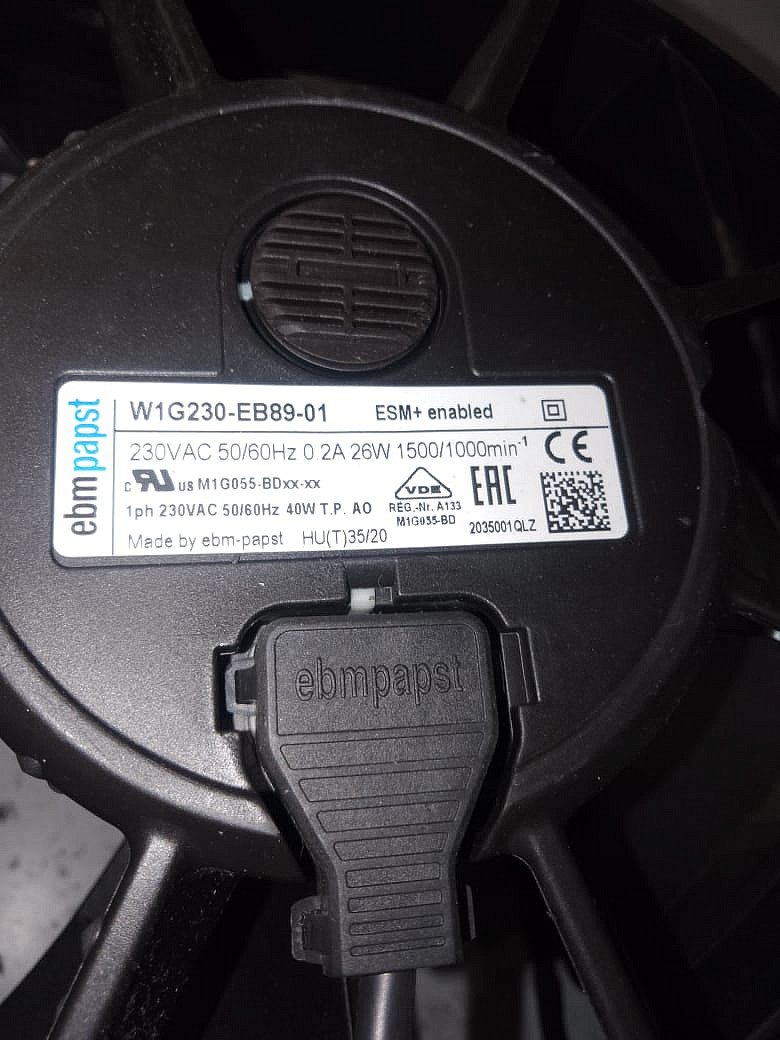 ebmpapst
W1G230-EB89-01 ESM+ enabled
230VAC 50/60Hz 0.2A 26W 1500/1000min-1 CE
c RU us M1G055-BDxx-xx
VDE
EAC
1ph 230VAC 50/60Hz 40W T.P. AO
REG.-Nr. A133
M1G055-BD
Made by ebm-papst HU(T)35/20
2035001QLZ
ebmpapst